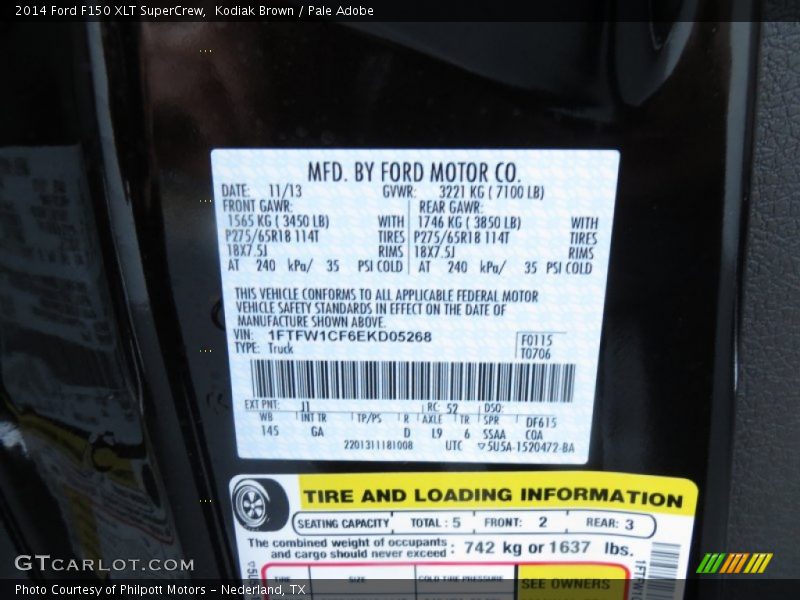 2014 Ford F150 XLT SuperCrew, Kodiak Brown / Pale Adobe
MFD. BY FORD MOTOR CO.
DATE: 11/13 GVWR: 3221 KG ( 7100 LB)
FRONT GAWR: REAR GAWR:
1565 KG ( 3450 LB) WITH 1746 KG ( 3850 LB) WITH
P275/65R18 114T TIRES P275/65R18 114T TIRES
18X7.5J RIMS 18X7.5J RIMS
AT 240 kPa/ 35 PSI COLD AT 240 kPa/ 35 PSI COLD
THIS VEHICLE CONFORMS TO ALL APPLICABLE FEDERAL MOTOR
VEHICLE SAFETY STANDARDS IN EFFECT ON THE DATE OF
MANUFACTURE SHOWN ABOVE.
VIN: 1FTFW1CF6EKD05268 F0115
TYPE: Truck T0706
EXT PNT: J1 RC: 52 DSO:
WB INT TR TP/PS R AXLE TR SPR DF615
145 GA D L9 6 SSAA COA
2201311181008 UTC ▽5U5A-1520472-BA
TIRE AND LOADING INFORMATION
SEATING CAPACITY TOTAL : 5 FRONT: 2 REAR: 3
The combined weight of occupants
and cargo should never exceed : 742 kg or 1637 lbs.
TIRE SIZE COLD TIRE PRESSURE SEE OWNERS
GTcarlot.com
Photo Courtesy of Philpott Motors - Nederland, TX